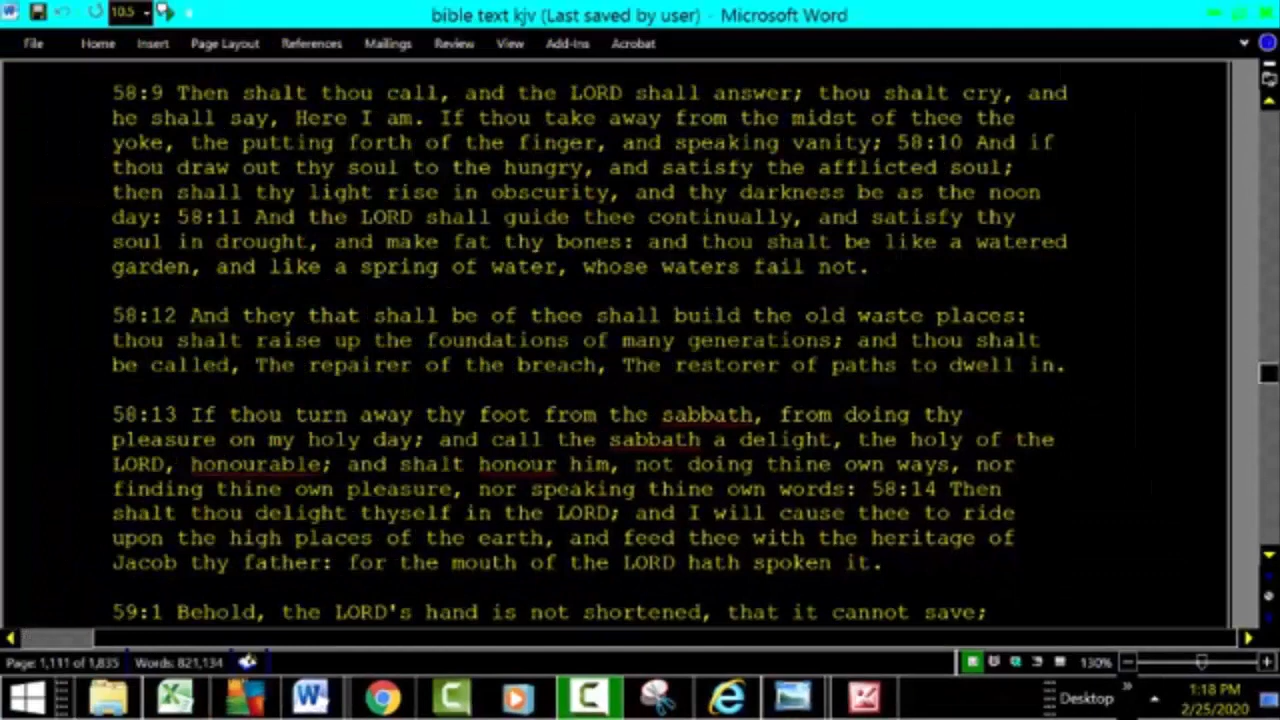 10.5
bible text kjv (Last saved by user) - Microsoft Word
File Home Insert Page Layout References Mailings Review View Add-Ins Acrobat
58:9 Then shalt thou call, and the LORD shall answer; thou shalt cry, and
he shall say, Here I am. If thou take away from the midst of thee the
yoke, the putting forth of the finger, and speaking vanity; 58:10 And if
thou draw out thy soul to the hungry, and satisfy the afflicted soul;
then shall thy light rise in obscurity, and thy darkness be as the noon
day: 58:11 And the LORD shall guide thee continually, and satisfy thy
soul in drought, and make fat thy bones: and thou shalt be like a watered
garden, and like a spring of water, whose waters fail not.
58:12 And they that shall be of thee shall build the old waste places:
thou shalt raise up the foundations of many generations; and thou shalt
be called, The repairer of the breach, The restorer of paths to dwell in.
58:13 If thou turn away thy foot from the sabbath, from doing thy
pleasure on my holy day; and call the sabbath a delight, the holy of the
LORD, honourable; and shalt honour him, not doing thine own ways, nor
finding thine own pleasure, nor speaking thine own words: 58:14 Then
shalt thou delight thyself in the LORD; and I will cause thee to ride
upon the high places of the earth, and feed thee with the heritage of
Jacob thy father: for the mouth of the LORD hath spoken it.
59:1 Behold, the LORD's hand is not shortened, that it cannot save;
Page: 1,111 of 1,835 Words: 821,134 130%
Desktop 1:18 PM
2/25/2020